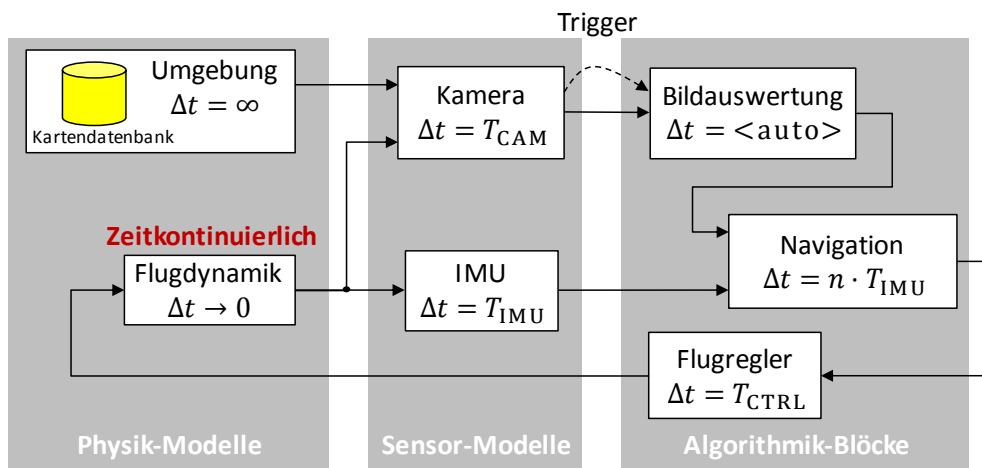 Trigger
Umgebung
Δt = ∞
Kartendatenbank
Kamera
Δt = T_CAM
Bildauswertung
Δt = <auto>
Zeitkontinuierlich
Flugdynamik
Δt → 0
IMU
Δt = T_IMU
Navigation
Δt = n · T_IMU
Flugregler
Δt = T_CTRL
Physik-Modelle
Sensor-Modelle
Algorithmik-Blöcke